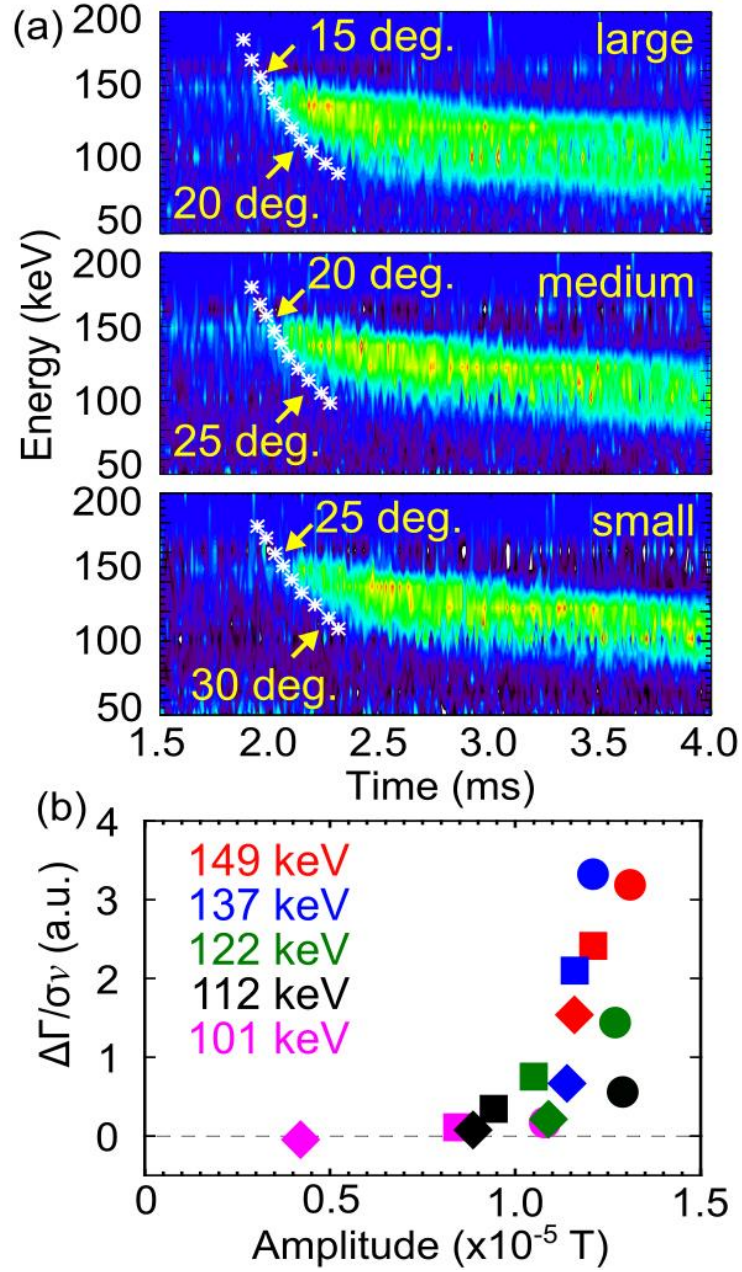 (a)
200
150
100
50
15 deg.
large
20 deg.
Energy (keV)
200
150
100
50
20 deg.
medium
25 deg.
200
150
100
50
25 deg.
small
30 deg.
1.5 2.0 2.5 3.0 3.5 4.0
Time (ms)
(b)
4
3
2
1
0
ΔΓ/σν (a.u.)
149 keV
137 keV
122 keV
112 keV
101 keV
0 0.5 1.0 1.5
Amplitude (x10⁻⁵ T)